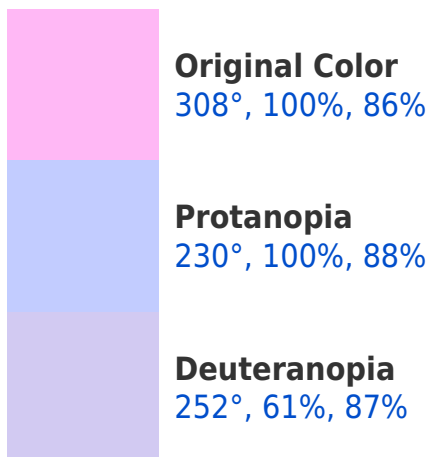 Original Color
308°, 100%, 86%
Protanopia
230°, 100%, 88%
Deuteranopia
252°, 61%, 87%